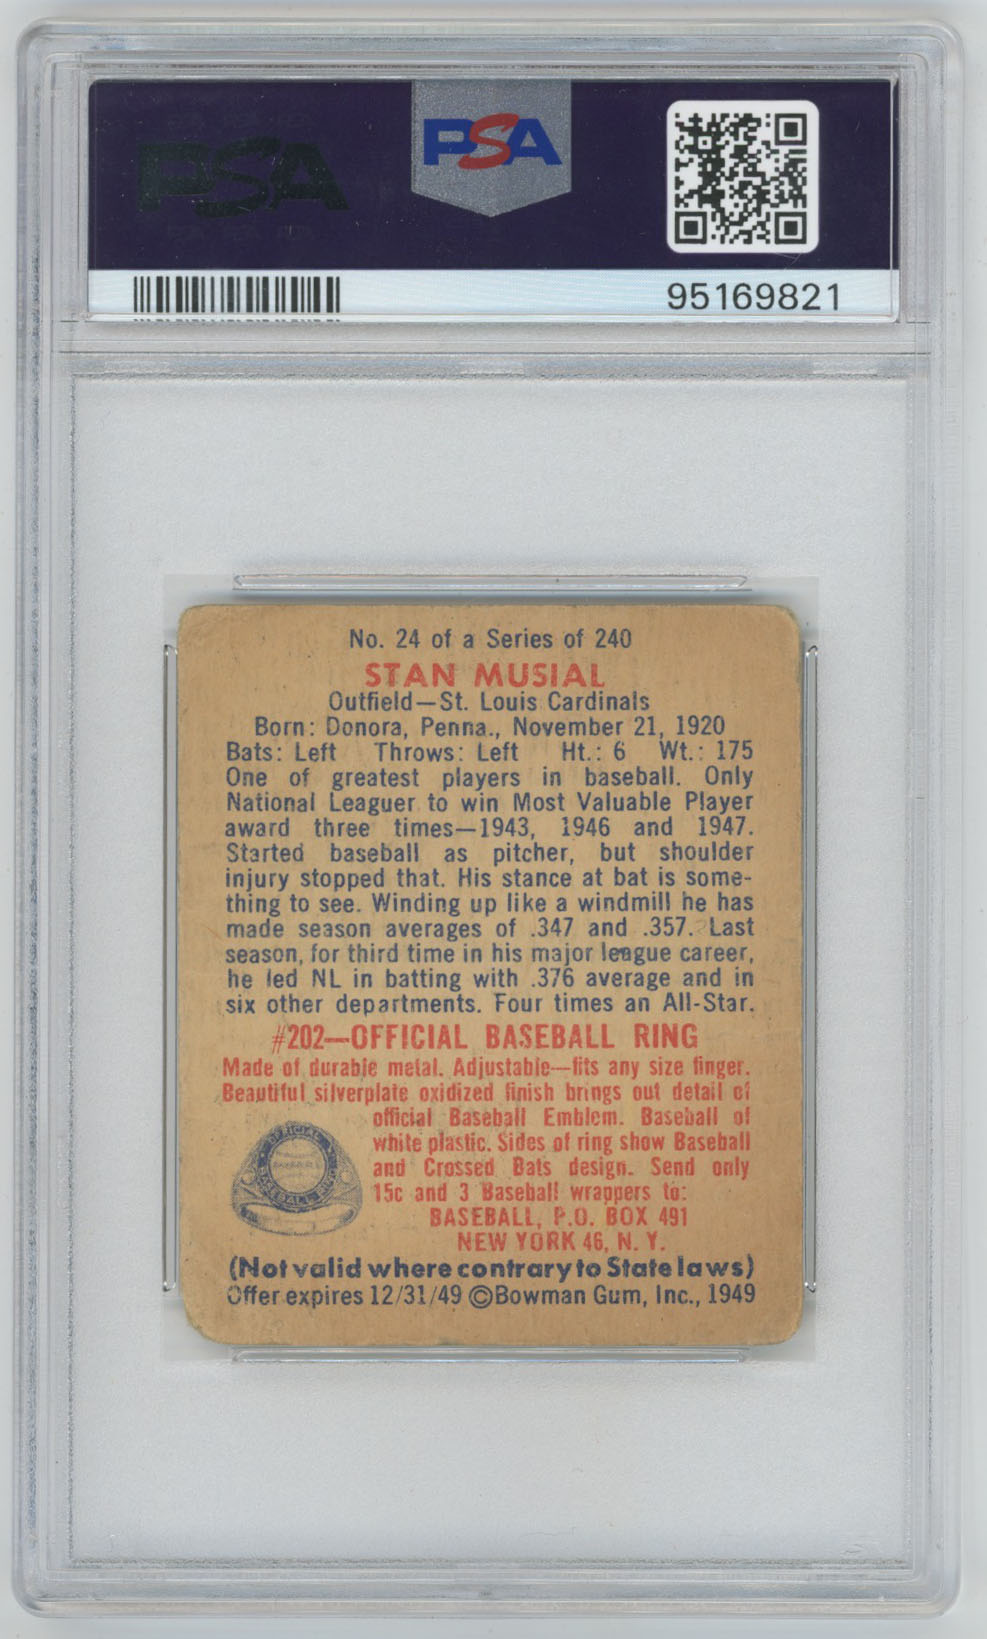 PSA
PSA
95169821
No. 24 of a Series of 240
STAN MUSIAL
Outfield—St. Louis Cardinals
Born: Donora, Penna., November 21, 1920
Bats: Left Throws: Left Ht.: 6 Wt.: 175
One of greatest players in baseball. Only
National Leaguer to win Most Valuable Player
award three times—1943, 1946 and 1947.
Started baseball as pitcher, but shoulder
injury stopped that. His stance at bat is some-
thing to see. Winding up like a windmill he has
made season averages of .347 and .357. Last
season, for third time in his major league career,
he led NL in batting with .376 average and in
six other departments. Four times an All-Star.
#202—OFFICIAL BASEBALL RING
Made of durable metal. Adjustable—fits any size finger.
Beautiful silverplate oxidized finish brings out detail of
official Baseball Emblem. Baseball of
white plastic. Sides of ring show Baseball
and Crossed Bats design. Send only
15c and 3 Baseball wrappers to:
BASEBALL, P.O. BOX 491
NEW YORK 46, N. Y.
OFFICIAL
BASEBALL RING
(Not valid where contrary to State laws)
Offer expires 12/31/49 ©Bowman Gum, Inc., 1949